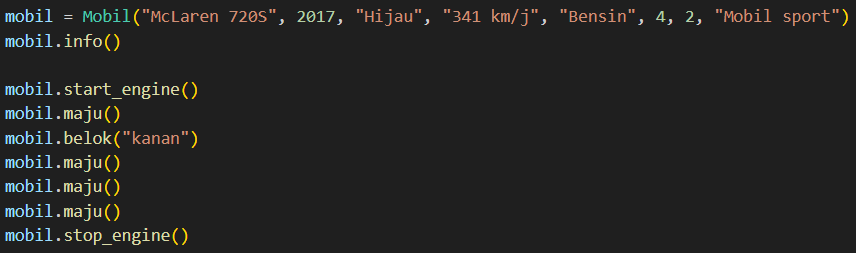 mobil = Mobil("McLaren 720S", 2017, "Hijau", "341 km/j", "Bensin", 4, 2, "Mobil sport")
mobil.info()
mobil.start_engine()
mobil.maju()
mobil.belok("kanan")
mobil.maju()
mobil.maju()
mobil.maju()
mobil.stop_engine()